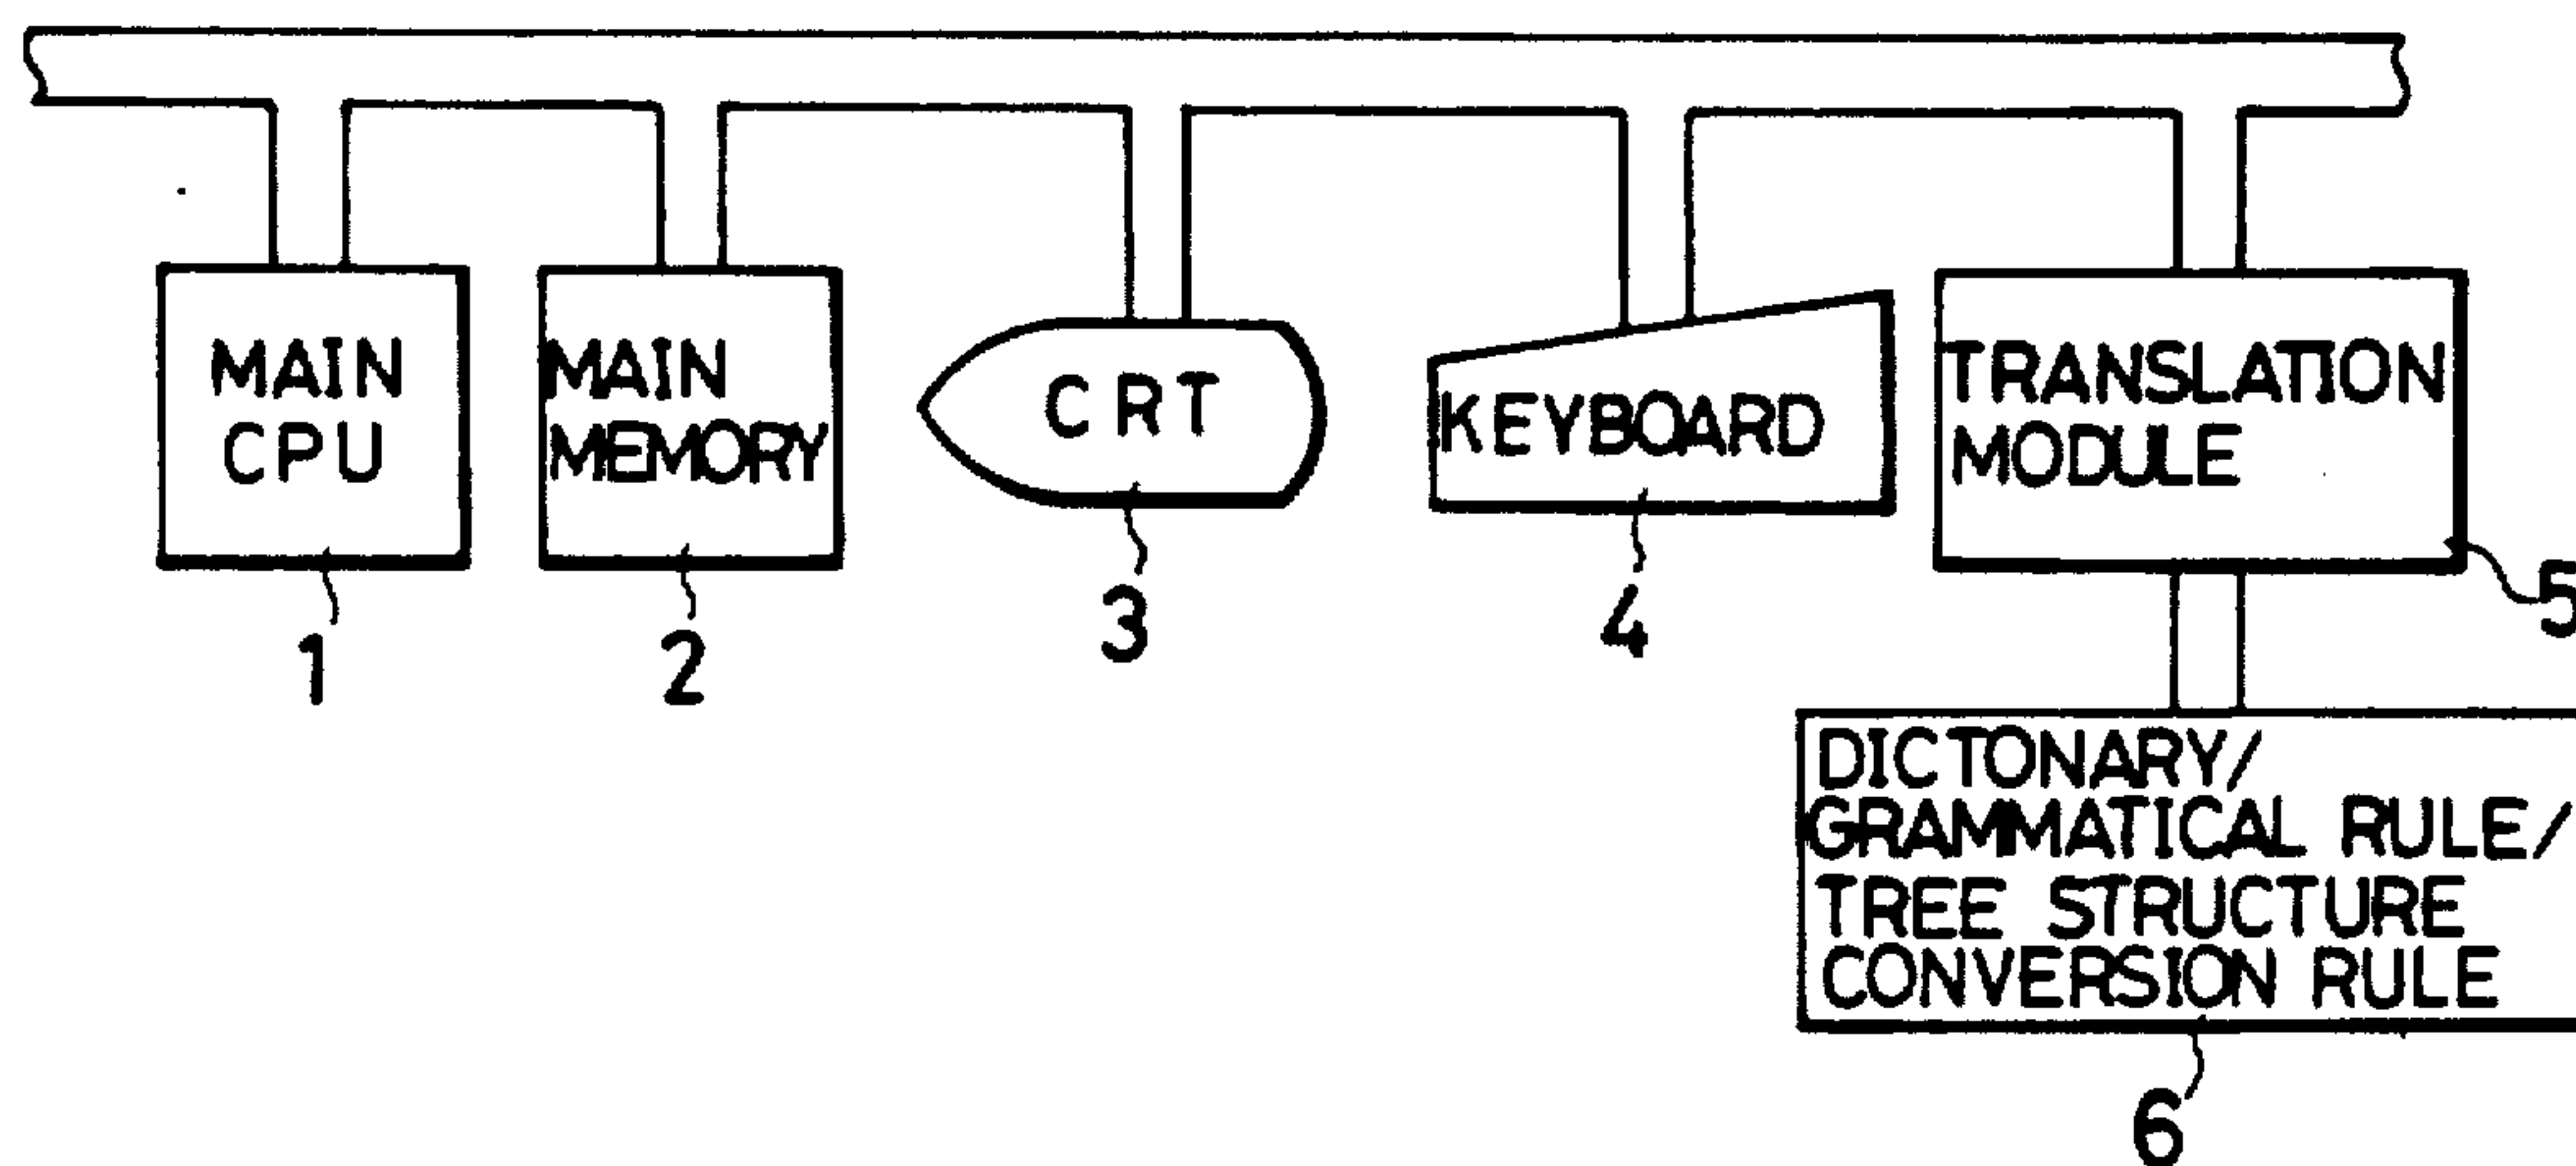 MAIN
CPU
MAIN
MEMORY
CRT
KEYBOARD
TRANSLATION
MODULE
1
2
3
4
5
DICTONARY/
GRAMMATICAL RULE/
TREE STRUCTURE
CONVERSION RULE
6